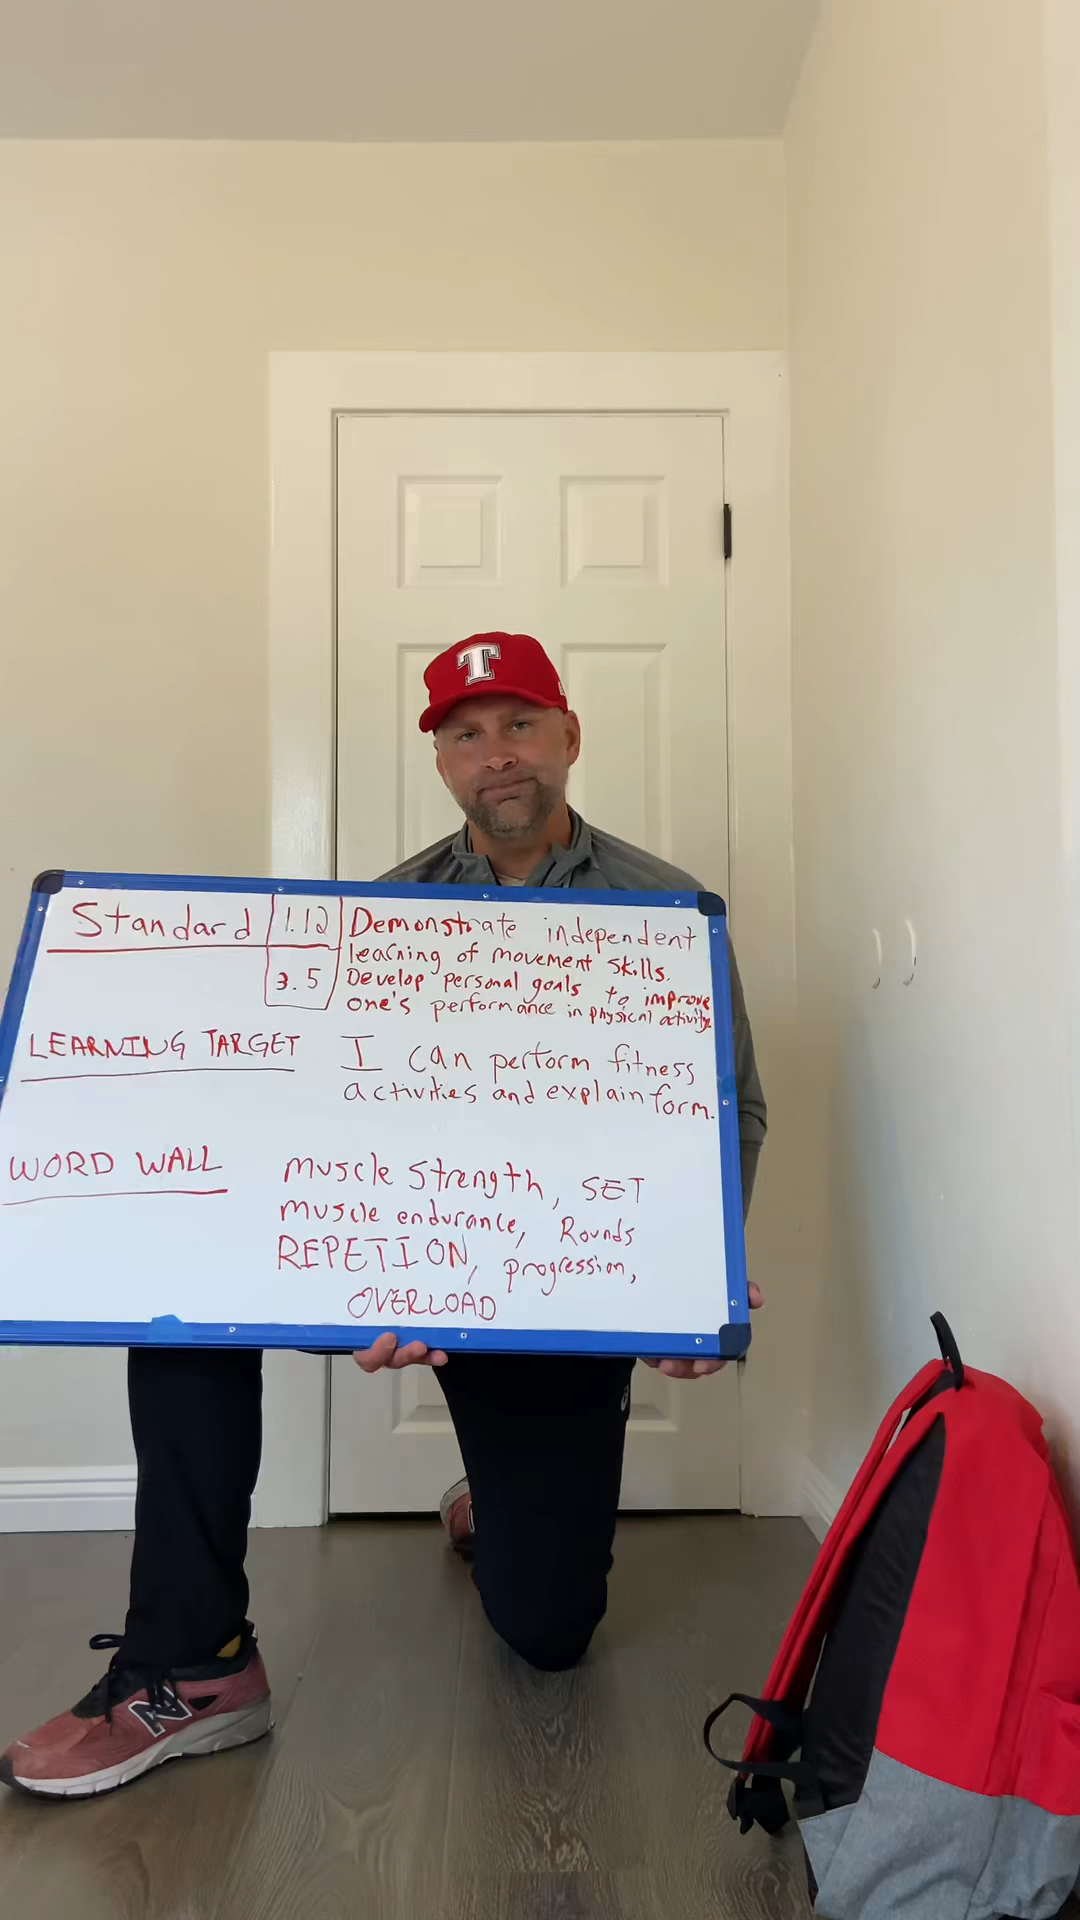 T
Standard 1.12 Demonstrate independent
learning of movement skills.
3.5 Develop personal goals to improve
one's performance in physical activity.
LEARNING TARGET I can perform fitness
activities and explain form.
WORD WALL muscle strength, SET
muscle endurance, Rounds
REPETION, progression,
OVERLOAD
N